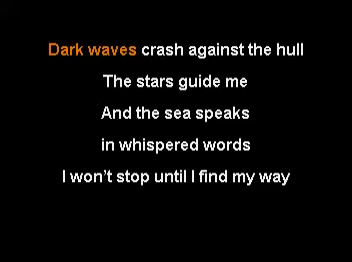 Dark waves crash against the hull
The stars guide me
And the sea speaks
in whispered words
I won't stop until I find my way